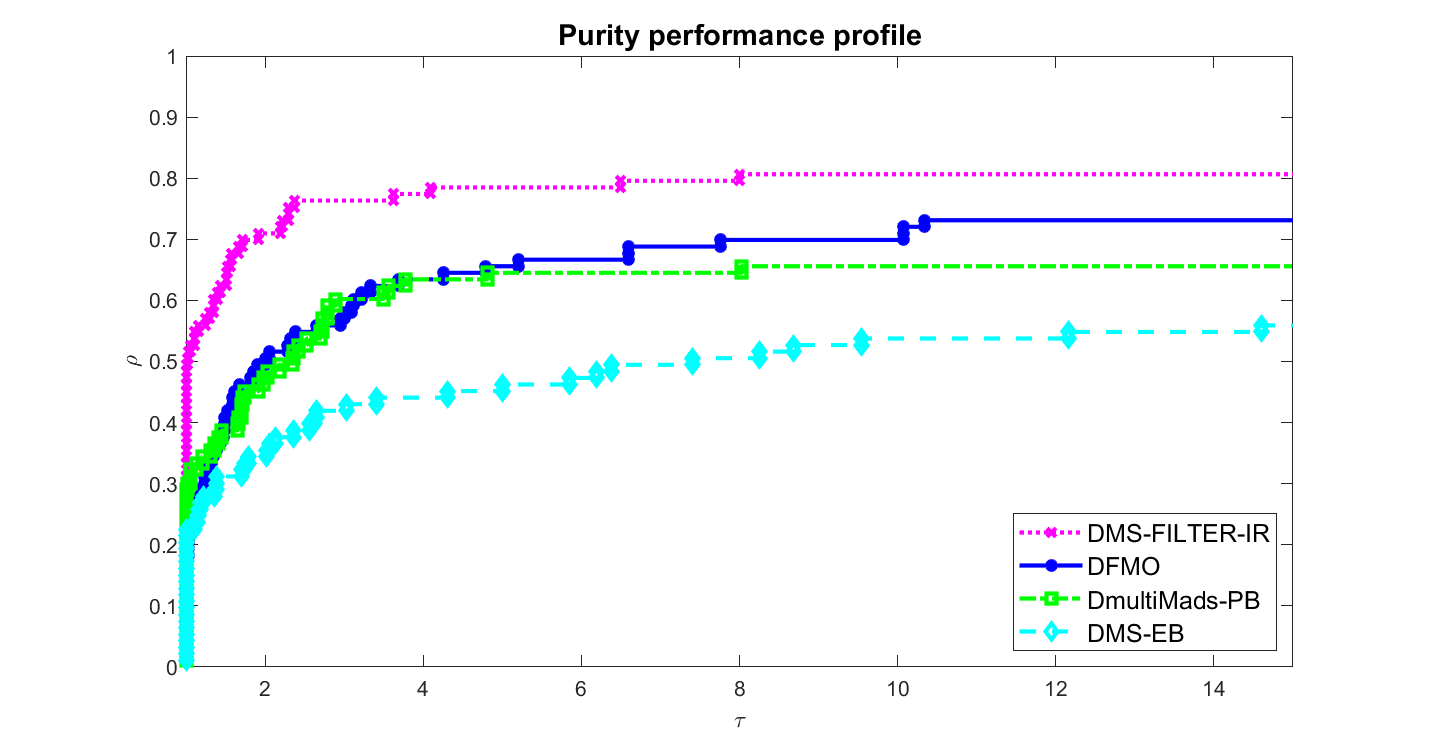 Purity performance profile
1
0.9
0.8
0.7
0.6
0.5
0.4
0.3
0.2
0.1
0
ρ
2 4 6 8 10 12 14
τ
DMS-FILTER-IR
DFMO
DmultiMads-PB
DMS-EB